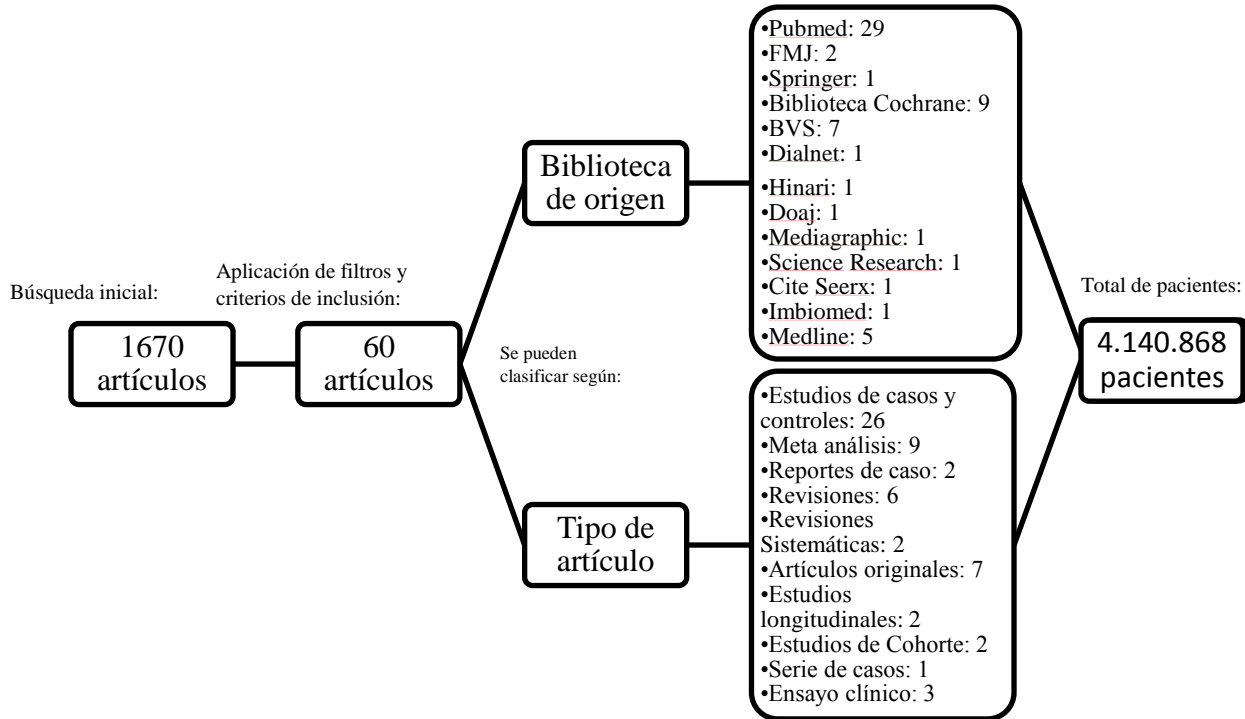 Búsqueda inicial:
1670
artículos
Aplicación de filtros y
criterios de inclusión:
60
artículos
Se pueden
clasificar según:
Biblioteca
de origen
•Pubmed: 29
•FMJ: 2
•Springer: 1
•Biblioteca Cochrane: 9
•BVS: 7
•Dialnet: 1
•Hinari: 1
•Doaj: 1
•Mediagraphic: 1
•Science Research: 1
•Cite Seerx: 1
•Imbiomed: 1
•Medline: 5
Tipo de
artículo
•Estudios de casos y
controles: 26
•Meta análisis: 9
•Reportes de caso: 2
•Revisiones: 6
•Revisiones
Sistemáticas: 2
•Artículos originales: 7
•Estudios
longitudinales: 2
•Estudios de Cohorte: 2
•Serie de casos: 1
•Ensayo clínico: 3
Total de pacientes:
4.140.868
pacientes